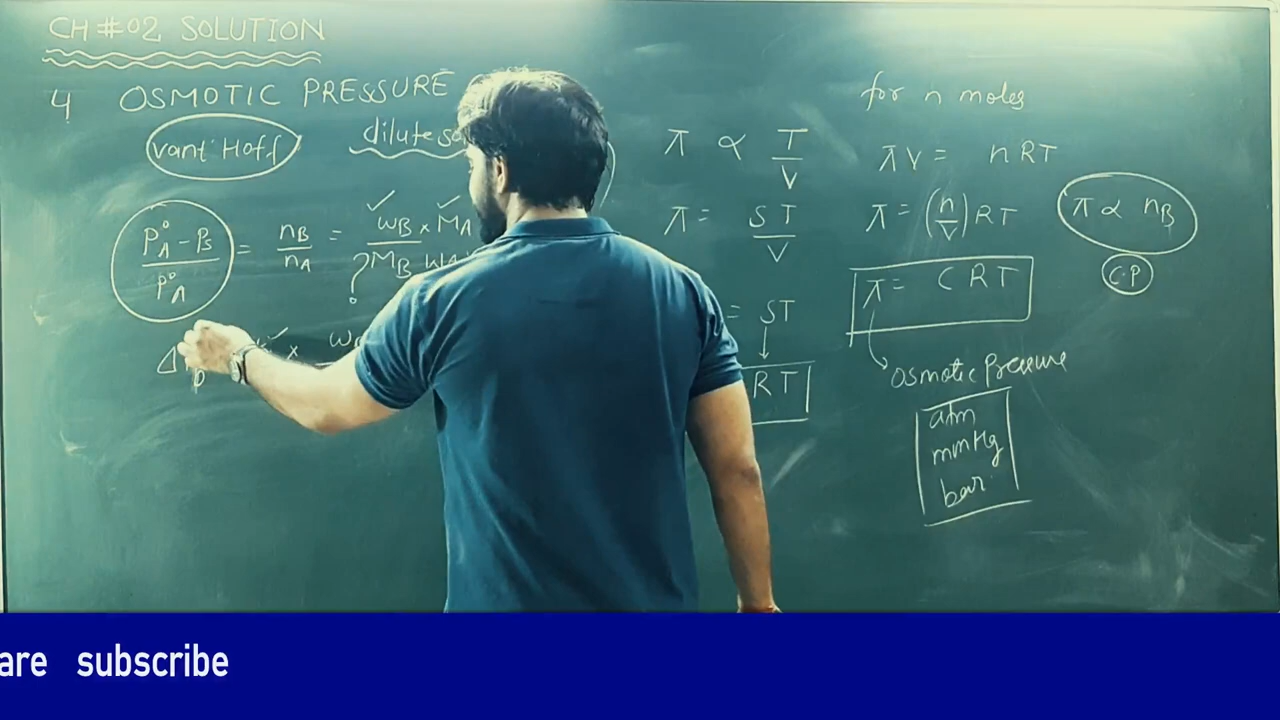 CH # 02 SOLUTION
4 OSMOTIC PRESSURE
vant' Hoff
dilute
P°A - Ps / P°A = nB / nA = wB × MA / MB
?
Δ
×
b
π ∝ T / V
π = ST / V
= ST
RT
for n moles
πV = nRT
π = (n/V) RT
π = CRT
Osmotic Pressure
atm
mmHg
bar
π ∝ nB
C.P
are subscribe